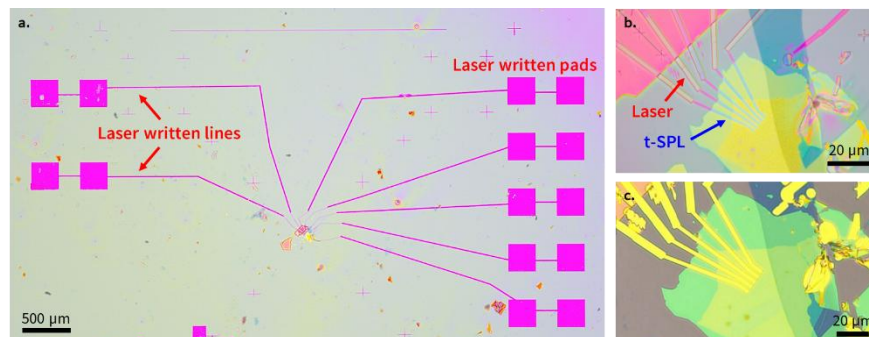 a.
Laser written pads
Laser written lines
500 µm
b.
Laser
t-SPL
20 µm
c.
20 µm